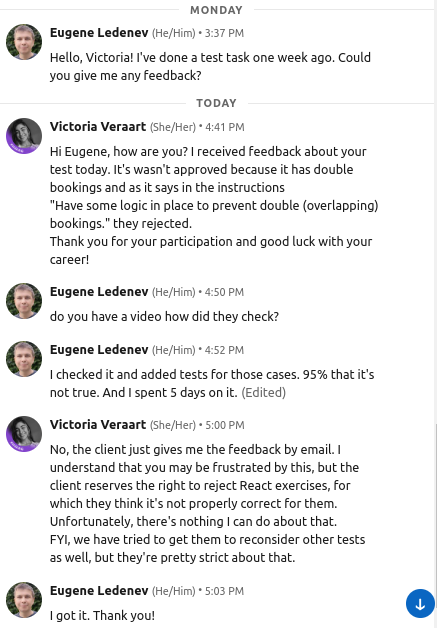 MONDAY
Eugene Ledenev (He/Him) • 3:37 PM
Hello, Victoria! I've done a test task one week ago. Could
you give me any feedback?
TODAY
Victoria Veraart (She/Her) • 4:41 PM
Hi Eugene, how are you? I received feedback about your
test today. It's wasn't approved because it has double
bookings and as it says in the instructions
"Have some logic in place to prevent double (overlapping)
bookings." they rejected.
Thank you for your participation and good luck with your
career!
Eugene Ledenev (He/Him) • 4:50 PM
do you have a video how did they check?
Eugene Ledenev (He/Him) • 4:52 PM
I checked it and added tests for those cases. 95% that it's
not true. And I spent 5 days on it. (Edited)
Victoria Veraart (She/Her) • 5:00 PM
No, the client just gives me the feedback by email. I
understand that you may be frustrated by this, but the
client reserves the right to reject React exercises, for
which they think it's not properly correct for them.
Unfortunately, there's nothing I can do about that.
FYI, we have tried to get them to reconsider other tests
as well, but they're pretty strict about that.
Eugene Ledenev (He/Him) • 5:03 PM
I got it. Thank you!